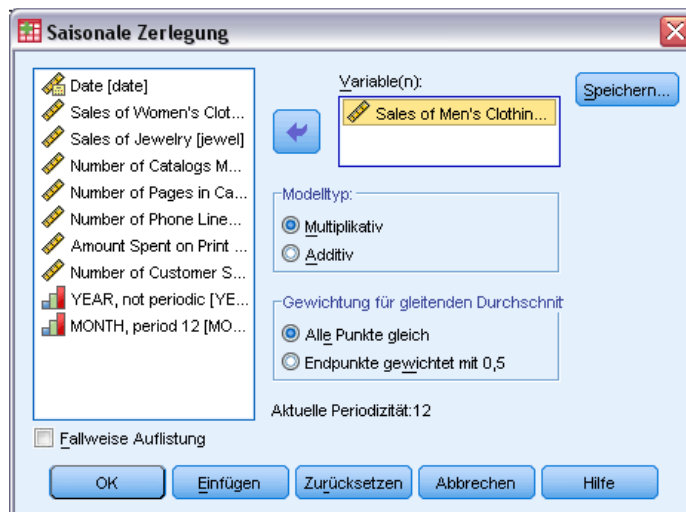 Saisonale Zerlegung
Date [date]
Sales of Women's Clot...
Sales of Jewelry [jewel]
Number of Catalogs M...
Number of Pages in Ca...
Number of Phone Line...
Amount Spent on Print ...
Number of Customer S...
YEAR, not periodic [YE...
MONTH, period 12 [MO...
Variable(n):
Sales of Men's Clothin...
Speichern...
Modelltyp:
Multiplikativ
Additiv
Gewichtung für gleitenden Durchschnit
Alle Punkte gleich
Endpunkte gewichtet mit 0,5
Aktuelle Periodizität:12
Fallweise Auflistung
OK
Einfügen
Zurücksetzen
Abbrechen
Hilfe